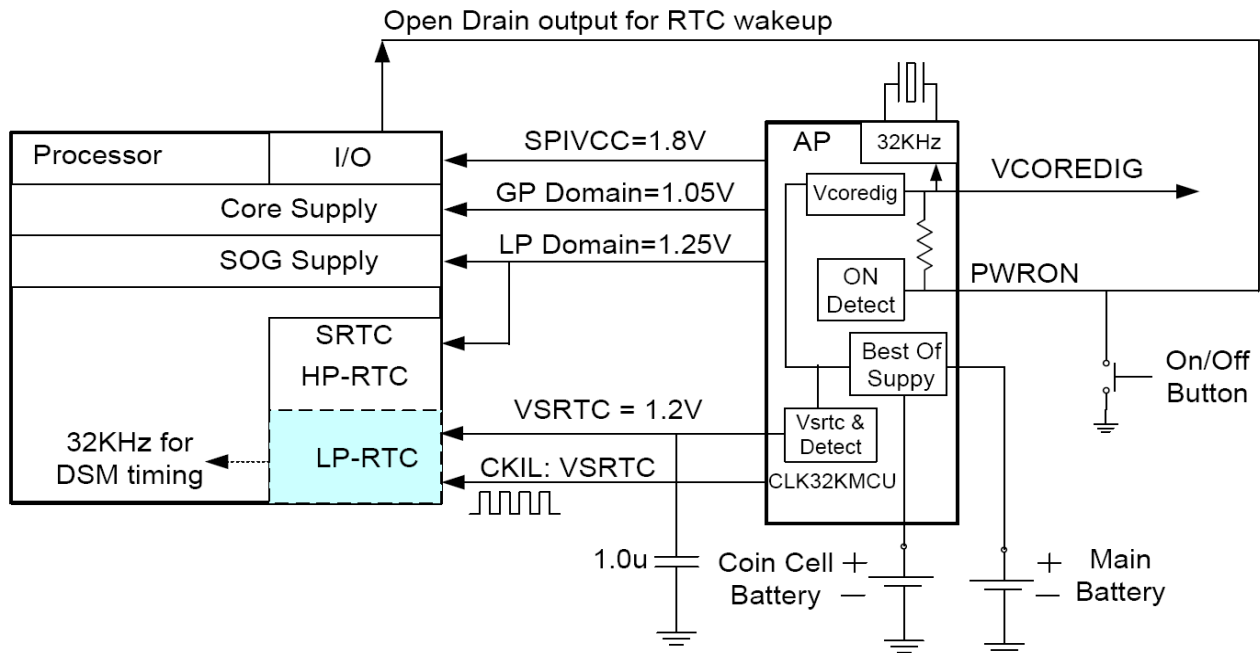 Open Drain output for RTC wakeup
Processor
I/O
Core Supply
SOG Supply
SRTC
HP-RTC
LP-RTC
32KHz for
DSM timing
SPIVCC=1.8V
GP Domain=1.05V
LP Domain=1.25V
VSRTC = 1.2V
CKIL: VSRTC
1.0u
AP
32KHz
Vcoredig
ON
Detect
Best Of
Suppy
Vsrtc &
Detect
CLK32KMCU
VCOREDIG
PWRON
On/Off
Button
Coin Cell
Battery
+
−
+
−
Main
Battery